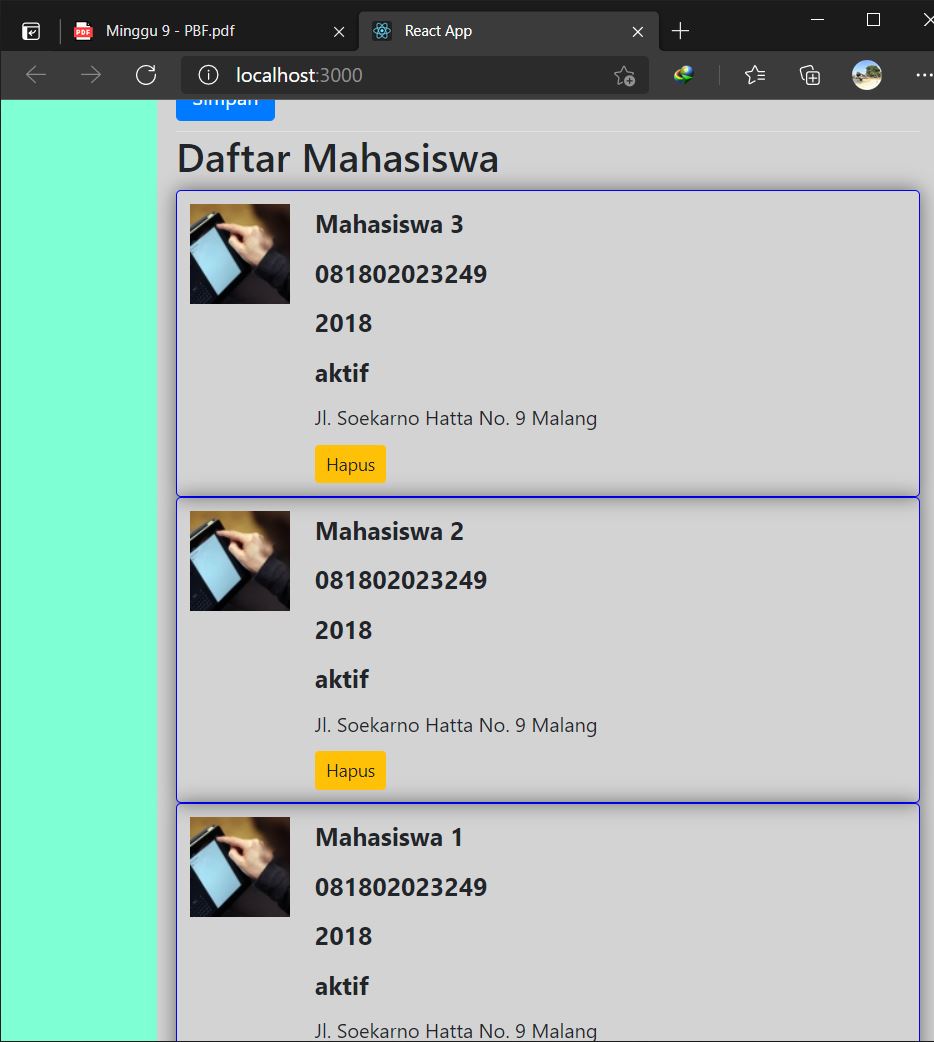 PDF Minggu 9 - PBF.pdf React App
localhost:3000
Simpan
Daftar Mahasiswa
Mahasiswa 3
081802023249
2018
aktif
Jl. Soekarno Hatta No. 9 Malang
Hapus
Mahasiswa 2
081802023249
2018
aktif
Jl. Soekarno Hatta No. 9 Malang
Hapus
Mahasiswa 1
081802023249
2018
aktif
Jl. Soekarno Hatta No. 9 Malang